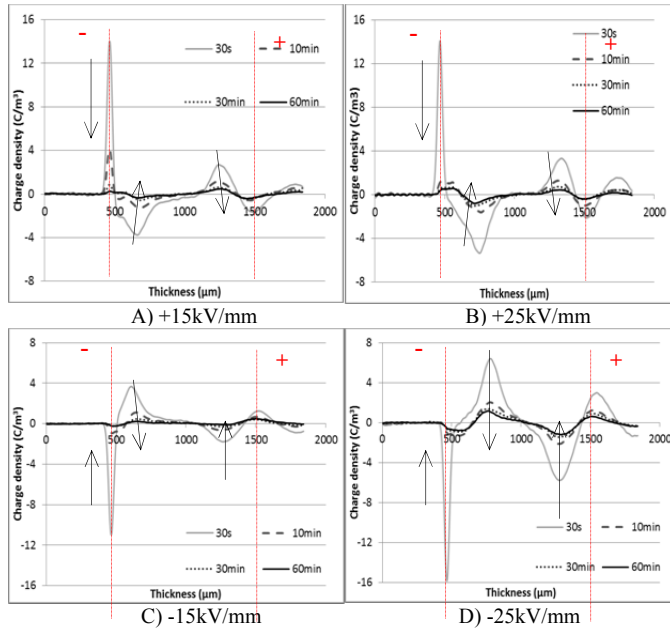 16
12
8
4
0
-4
-8
0
500
1000
1500
2000
Charge density (C/m³)
Thickness (µm)
-
+
30s
10min
30min
60min
A) +15kV/mm
16
12
8
4
0
-4
-8
0
500
1000
1500
2000
Charge density (C/m3)
Thickness (µm)
-
+
30s
10min
30min
60min
B) +25kV/mm
8
4
0
-4
-8
-12
-16
0
500
1000
1500
2000
Charge density (C/m³)
Thickness (µm)
-
+
30s
10min
30min
60min
C) -15kV/mm
8
4
0
-4
-8
-12
-16
0
500
1000
1500
2000
Charge density (C/m³)
Thickness (µm)
-
+
30s
10min
30min
60min
D) -25kV/mm